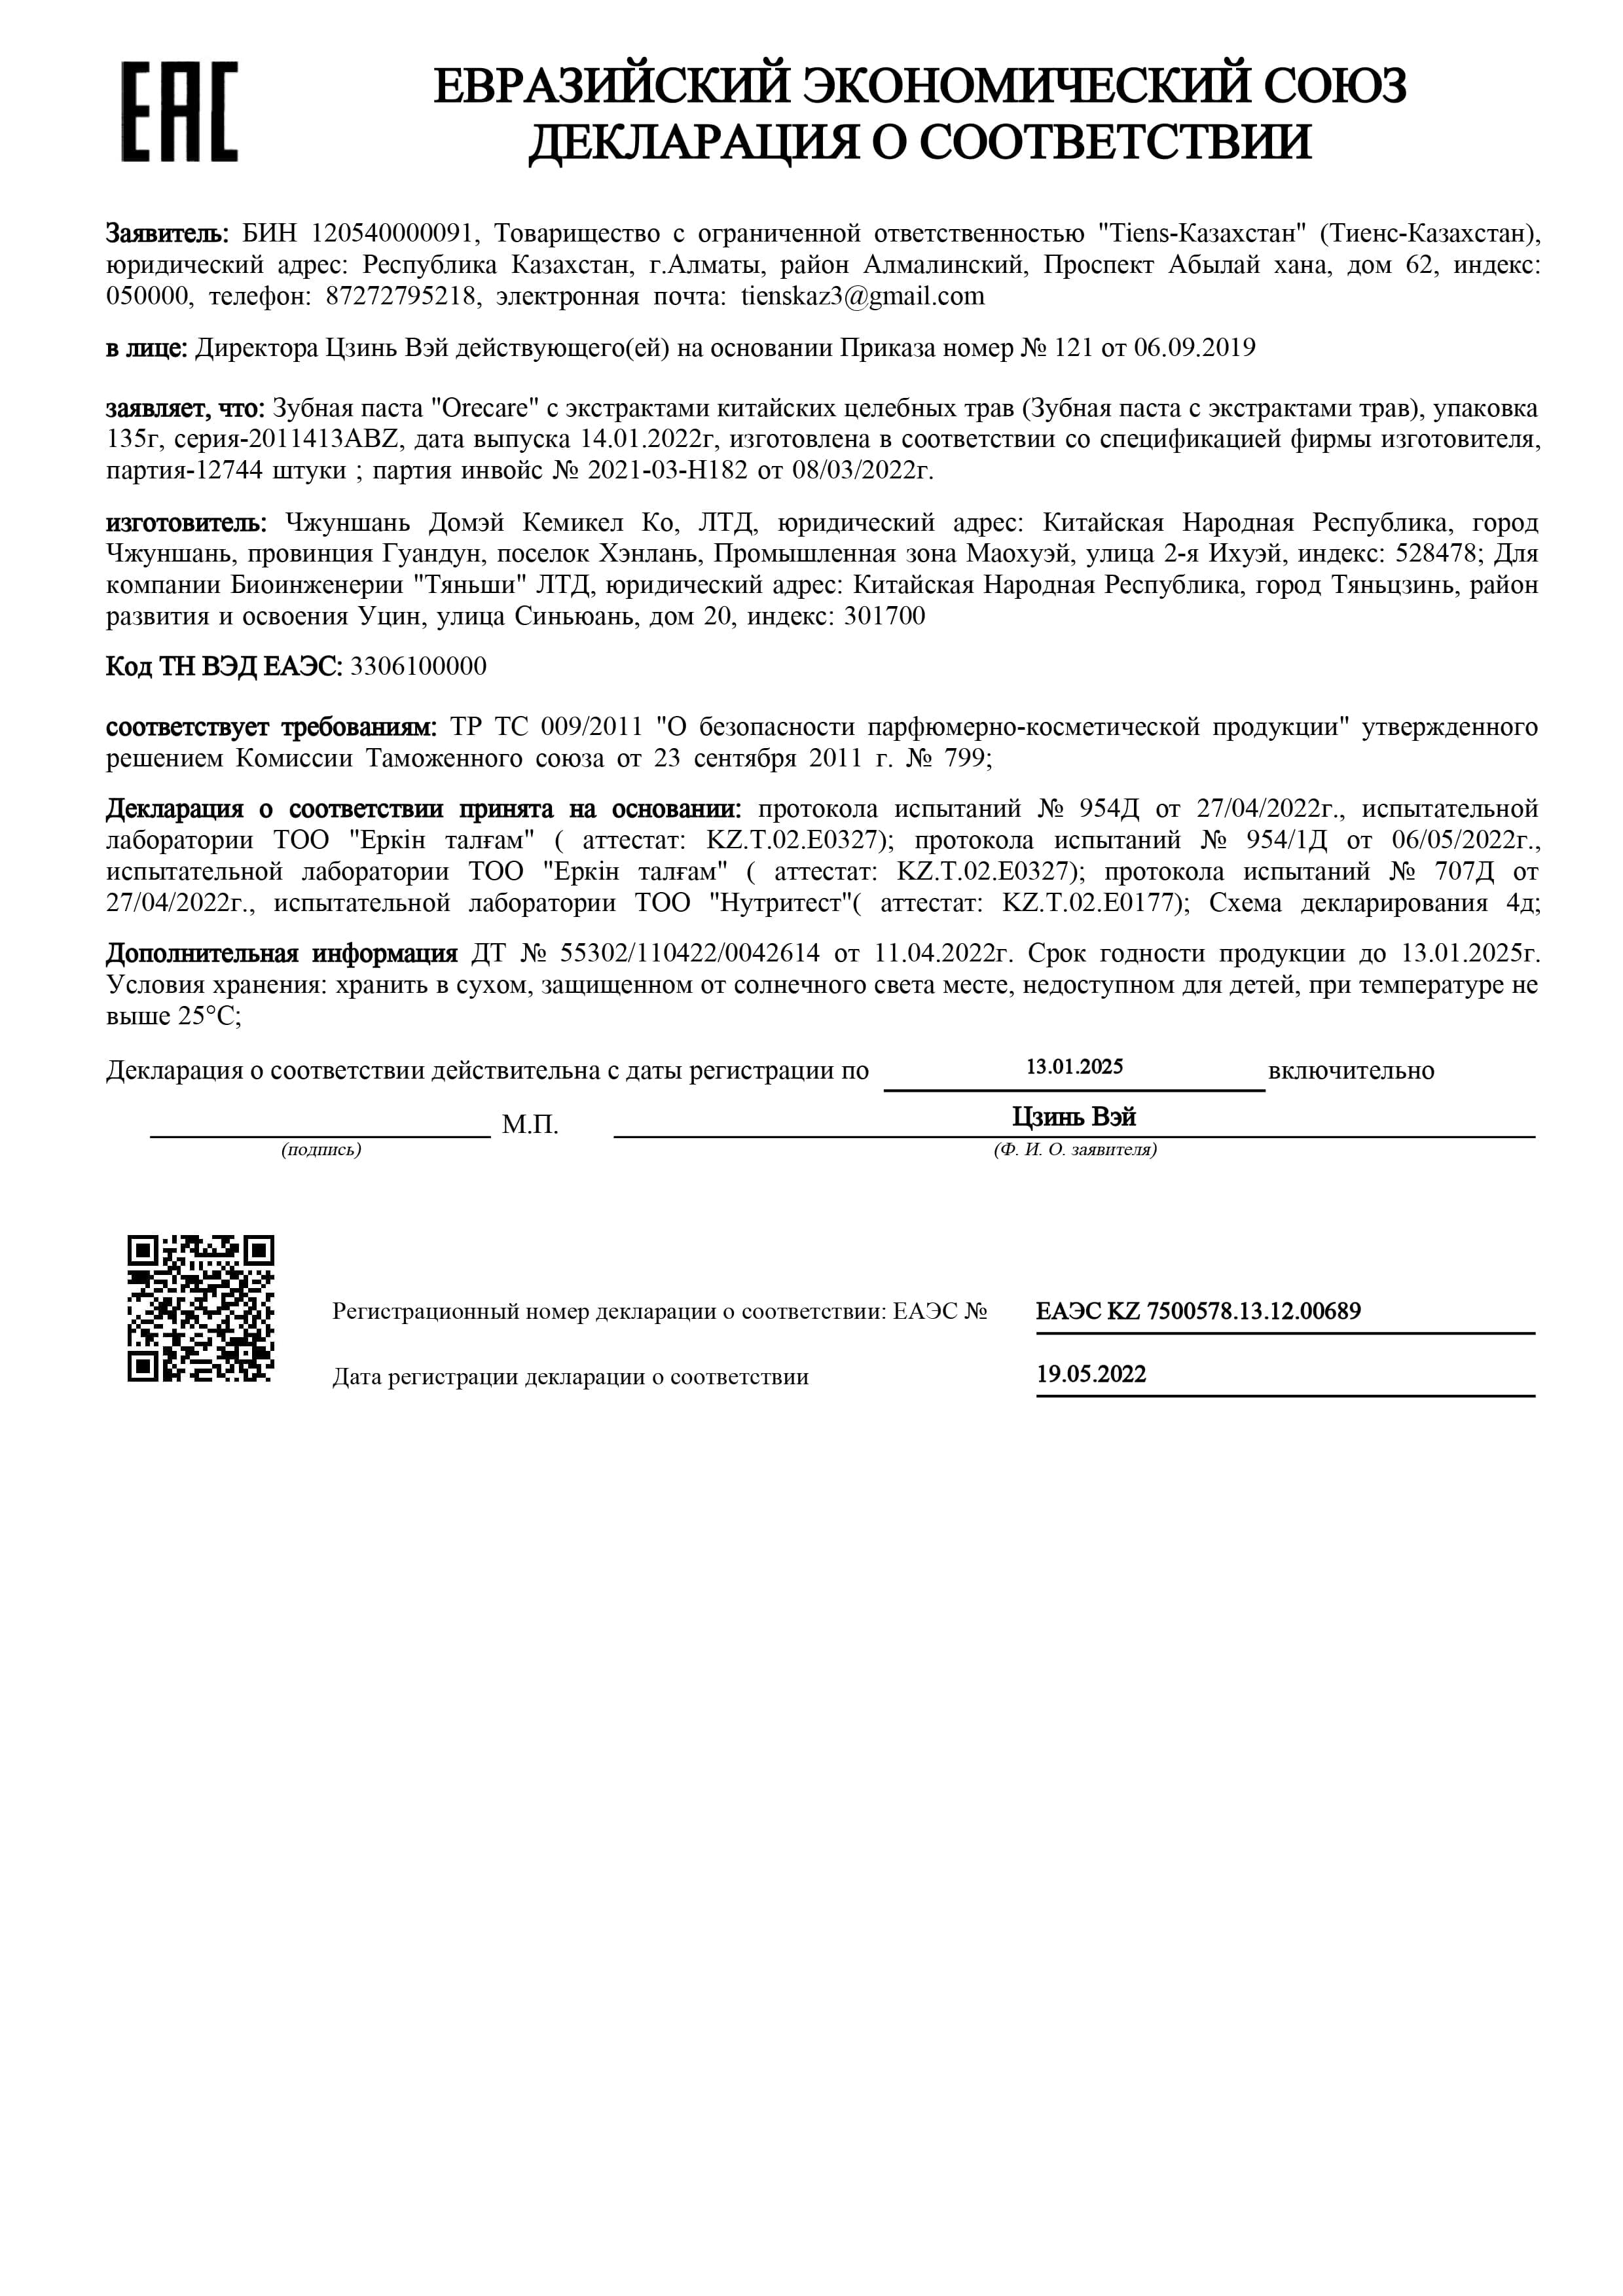 EAC
ЕВРАЗИЙСКИЙ ЭКОНОМИЧЕСКИЙ СОЮЗ
ДЕКЛАРАЦИЯ О СООТВЕТСТВИИ
Заявитель: БИН 120540000091, Товарищество с ограниченной ответственностью "Tiens-Казахстан" (Тиенс-Казахстан),
юридический адрес: Республика Казахстан, г.Алматы, район Алмалинский, Проспект Абылай хана, дом 62, индекс:
050000, телефон: 87272795218, электронная почта: tienskaz3@gmail.com
в лице: Директора Цзинь Вэй действующего(ей) на основании Приказа номер № 121 от 06.09.2019
заявляет, что: Зубная паста "Orecare" с экстрактами китайских целебных трав (Зубная паста с экстрактами трав), упаковка
135г, серия-2011413ABZ, дата выпуска 14.01.2022г, изготовлена в соответствии со спецификацией фирмы изготовителя,
партия-12744 штуки ; партия инвойс № 2021-03-H182 от 08/03/2022г.
изготовитель: Чжуншань Домэй Кемикел Ко, ЛТД, юридический адрес: Китайская Народная Республика, город
Чжуншань, провинция Гуандун, поселок Хэнлань, Промышленная зона Маохуэй, улица 2-я Ихуэй, индекс: 528478; Для
компании Биоинженерии "Тяньши" ЛТД, юридический адрес: Китайская Народная Республика, город Тяньцзинь, район
развития и освоения Уцин, улица Синьюань, дом 20, индекс: 301700
Код ТН ВЭД ЕАЭС: 3306100000
соответствует требованиям: ТР ТС 009/2011 "О безопасности парфюмерно-косметической продукции" утвержденного
решением Комиссии Таможенного союза от 23 сентября 2011 г. № 799;
Декларация о соответствии принята на основании: протокола испытаний № 954Д от 27/04/2022г., испытательной
лаборатории ТОО "Еркін талғам" ( аттестат: KZ.T.02.E0327); протокола испытаний № 954/1Д от 06/05/2022г.,
испытательной лаборатории ТОО "Еркін талғам" ( аттестат: KZ.T.02.E0327); протокола испытаний № 707Д от
27/04/2022г., испытательной лаборатории ТОО "Нутритест"( аттестат: KZ.T.02.E0177); Схема декларирования 4д;
Дополнительная информация ДТ № 55302/110422/0042614 от 11.04.2022г. Срок годности продукции до 13.01.2025г.
Условия хранения: хранить в сухом, защищенном от солнечного света месте, недоступном для детей, при температуре не
выше 25°С;
Декларация о соответствии действительна с даты регистрации по 13.01.2025 включительно
М.П. Цзинь Вэй
(подпись) (Ф. И. О. заявителя)
Регистрационный номер декларации о соответствии: ЕАЭС № ЕАЭС KZ 7500578.13.12.00689
Дата регистрации декларации о соответствии 19.05.2022